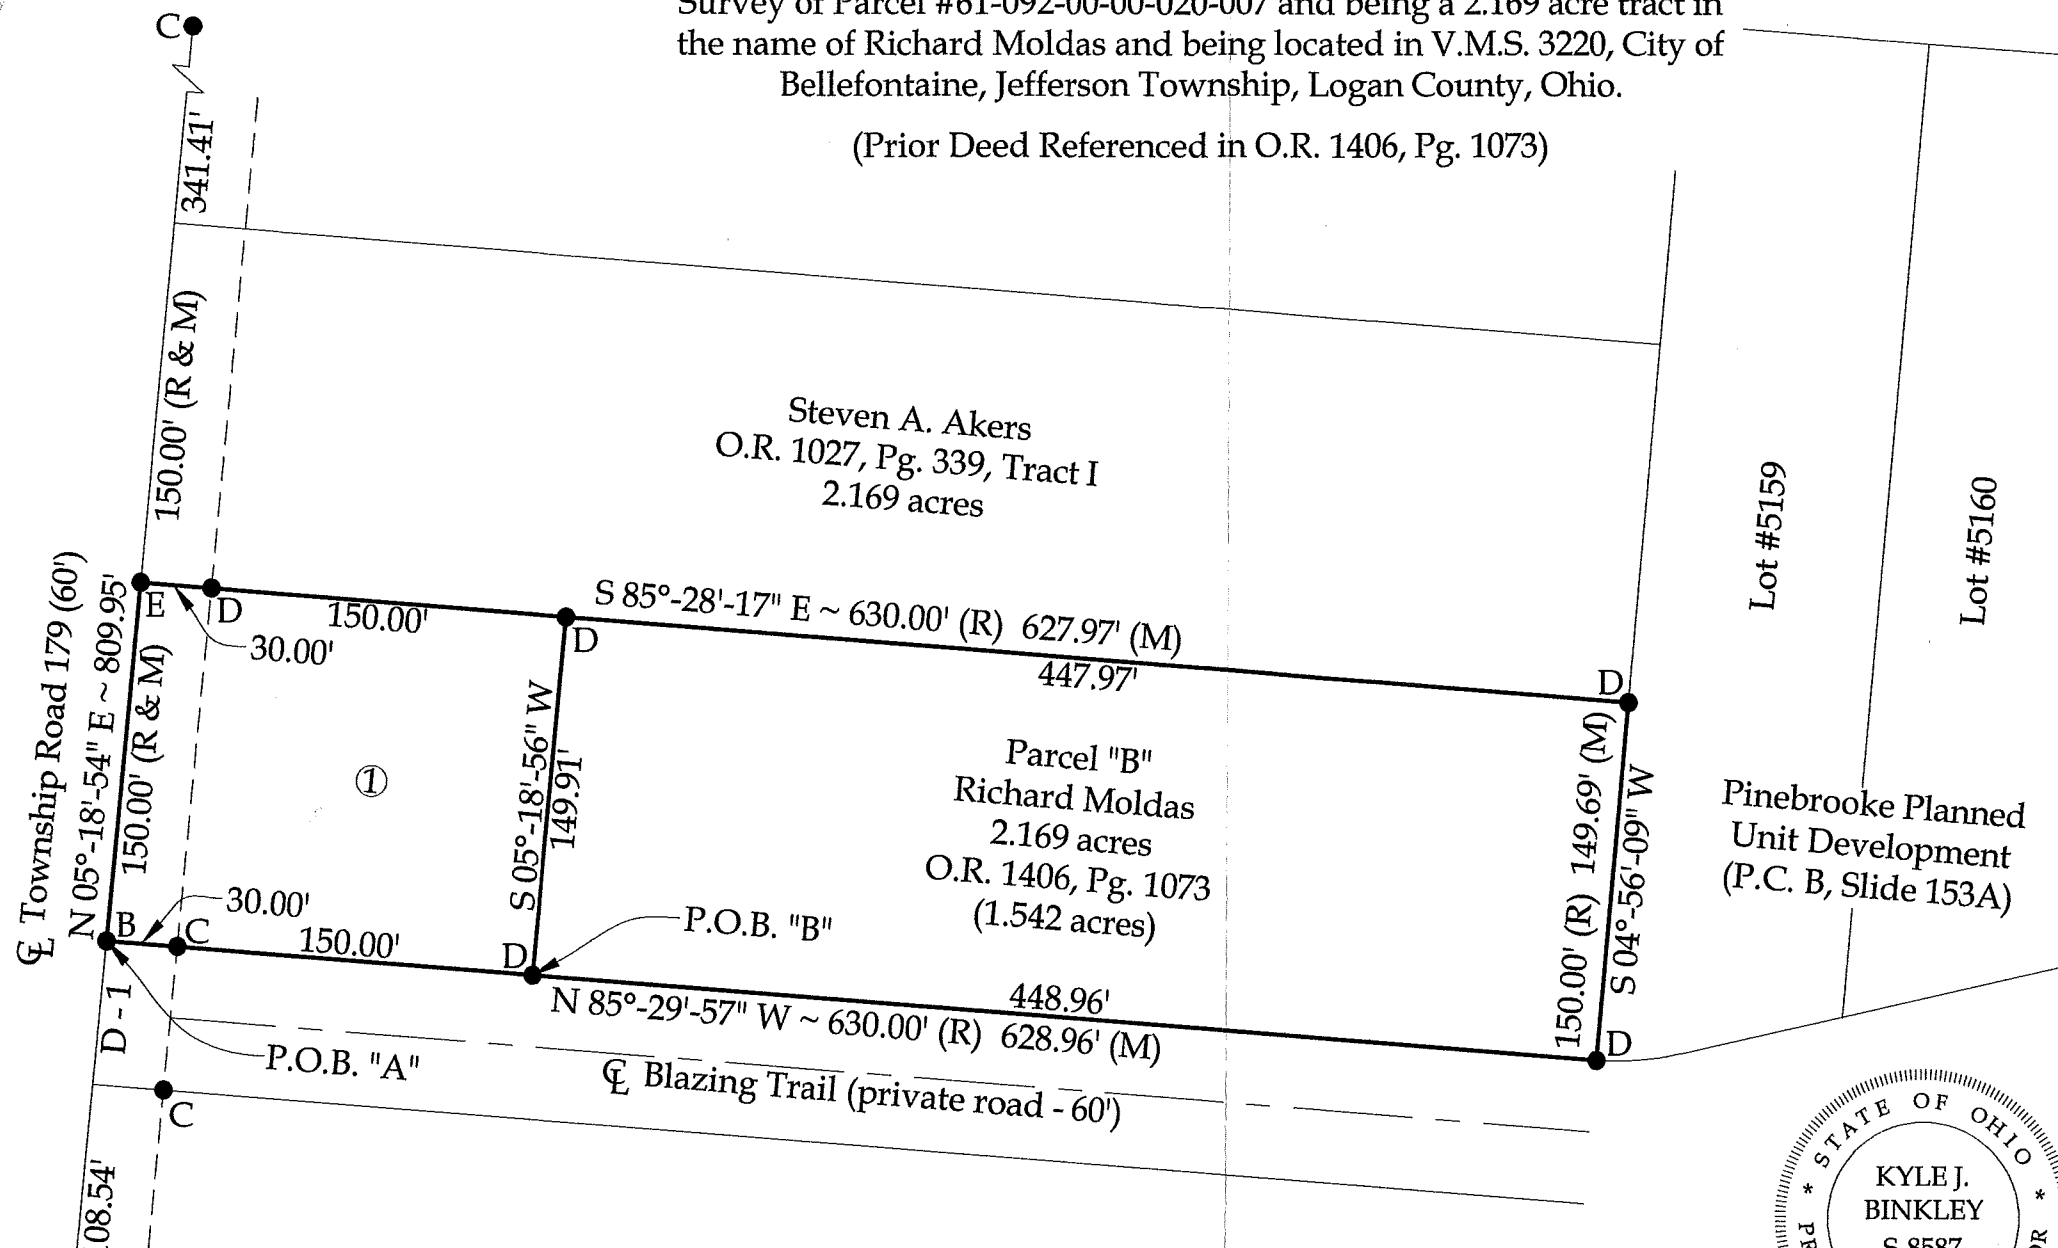 Survey of Parcel #61-092-00-00-020-007 and being a 2.169 acre tract in
the name of Richard Moldas and being located in V.M.S. 3220, City of
Bellefontaine, Jefferson Township, Logan County, Ohio.
(Prior Deed Referenced in O.R. 1406, Pg. 1073)
C
341.41'
150.00' (R & M)
Steven A. Akers
O.R. 1027, Pg. 339, Tract I
2.169 acres
Lot #5159
Lot #5160
℄ Township Road 179 (60')
N 05°-18'-54" E ~ 809.95'
150.00' (R & M)
E
D
30.00'
150.00'
D
S 85°-28'-17" E ~ 630.00' (R) 627.97' (M)
447.97'
D
①
S 05°-18'-56" W
149.91'
Parcel "B"
Richard Moldas
2.169 acres
O.R. 1406, Pg. 1073
(1.542 acres)
150.00' (R) 149.69' (M)
S 04°-56'-09" W
Pinebrooke Planned
Unit Development
(P.C. B, Slide 153A)
B
30.00'
C
150.00'
D
P.O.B. "B"
N 85°-29'-57" W ~ 630.00' (R) 628.96' (M)
448.96'
D
D - 1
P.O.B. "A"
℄ Blazing Trail (private road - 60')
C
08.54'
STATE OF OHIO
KYLE J.
BINKLEY
S-8587